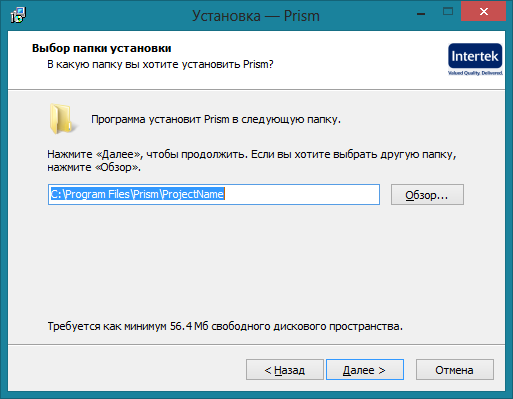 Установка — Prism
Выбор папки установки
В какую папку вы хотите установить Prism?
Intertek
Valued Quality. Delivered.
Программа установит Prism в следующую папку.
Нажмите «Далее», чтобы продолжить. Если вы хотите выбрать другую папку,
нажмите «Обзор».
C:\Program Files\Prism\ProjectName
Обзор...
Требуется как минимум 56.4 Мб свободного дискового пространства.
< Назад
Далее >
Отмена